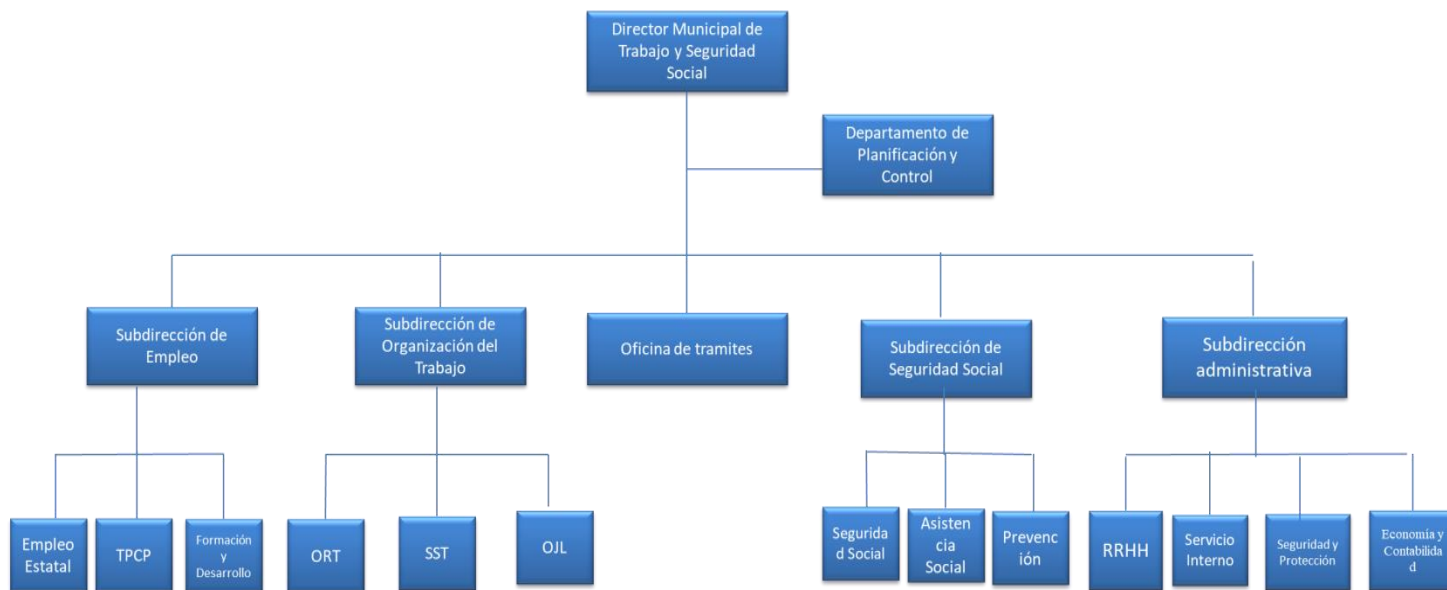 Director Municipal de
Trabajo y Seguridad
Social
Departamento de
Planificación y
Control
Subdirección de
Empleo
Subdirección de
Organización del
Trabajo
Oficina de tramites
Subdirección de
Seguridad Social
Subdirección
administrativa
Empleo
Estatal
TPCP
Formación
y
Desarrollo
ORT
SST
OJL
Segurida
d Social
Asisten
cia
Social
Prevenc
ión
RRHH
Servicio
Interno
Seguridad y
Protección
Economía y
Contabilida
d